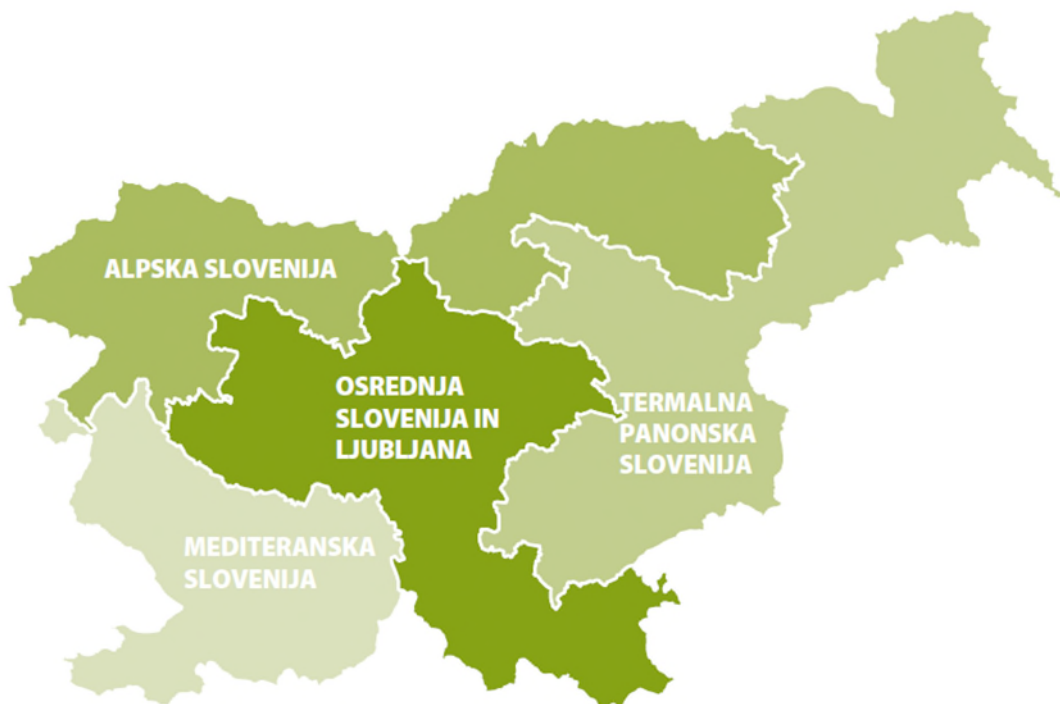 ALPSKA SLOVENIJA
OSREDNJA
SLOVENIJA IN
LJUBLJANA
TERMALNA
PANONSKA
SLOVENIJA
MEDITERANSKA
SLOVENIJA